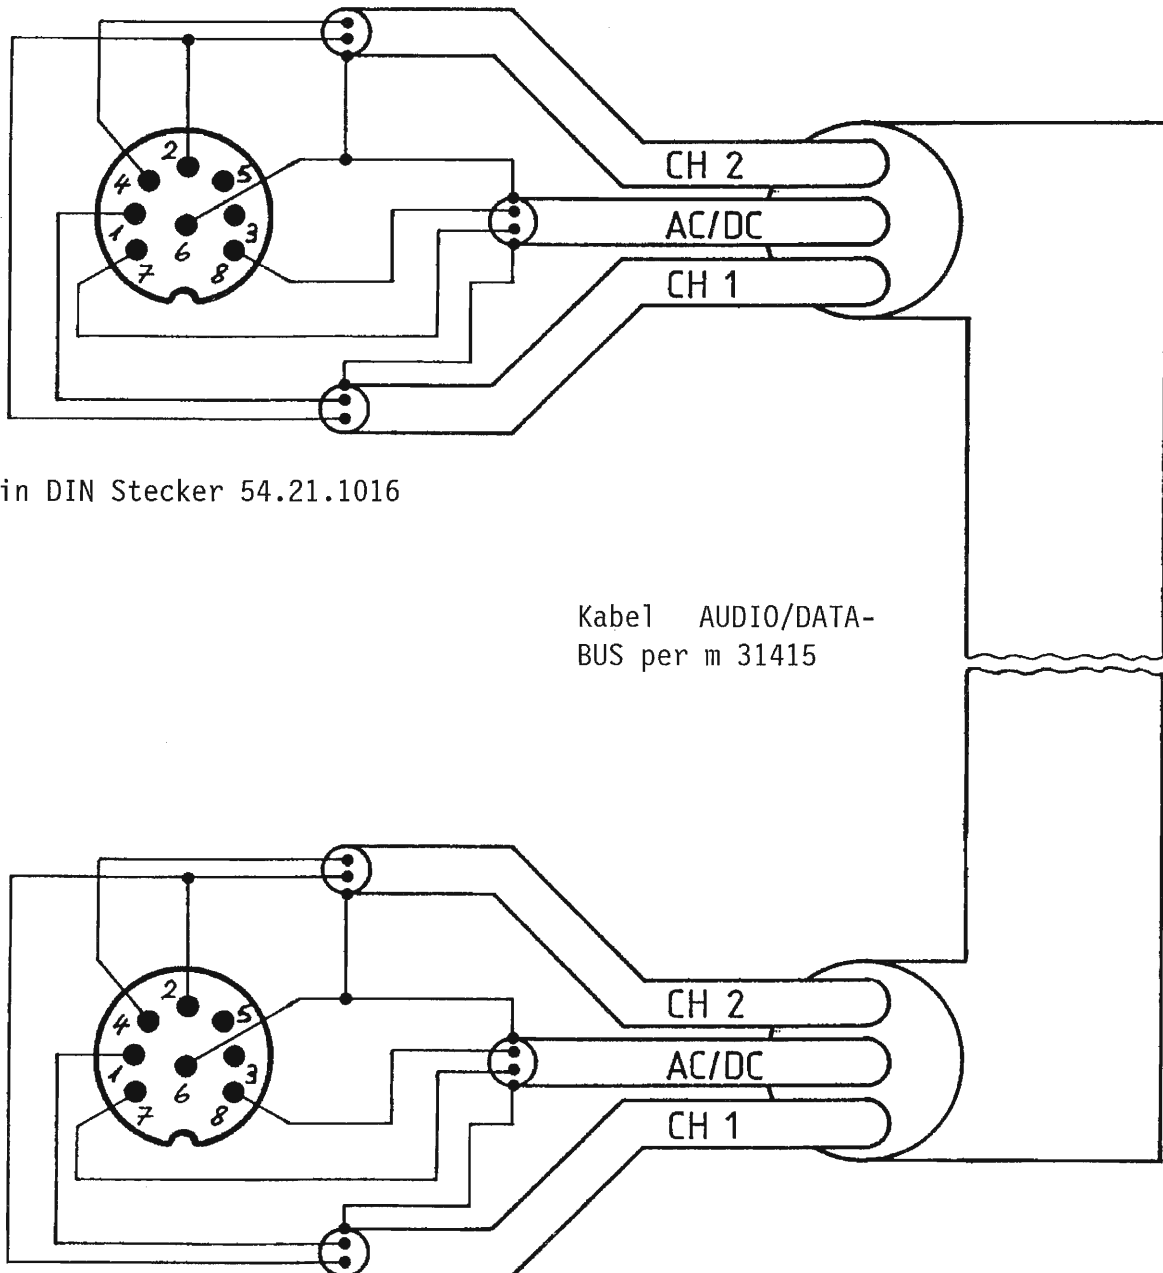 CH 2
2
5
4
AC/DC
1
3
6
7
8
CH 1
in DIN Stecker 54.21.1016
Kabel AUDIO/DATA-
BUS per m 31415
CH 2
2
5
4
AC/DC
1
3
6
7
8
CH 1